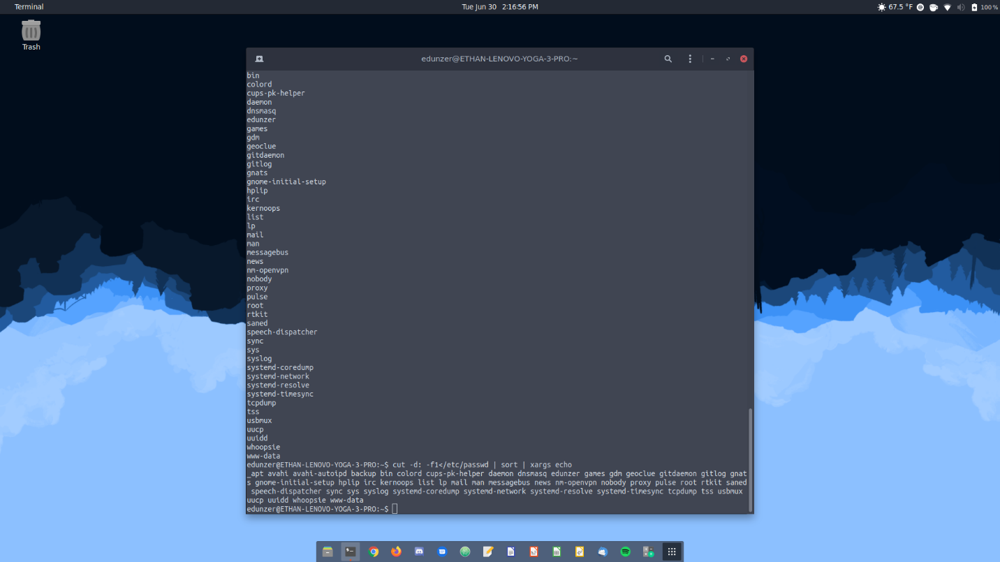 Terminal
Tue Jun 30 2:16:56 PM
67.5 °F
100 %
Trash
edunzer@ETHAN-LENOVO-YOGA-3-PRO:~
bin
colord
cups-pk-helper
daemon
dnsmasq
edunzer
games
gdm
geoclue
gitdaemon
gitlog
gnats
gnome-initial-setup
hplip
irc
kernoops
list
lp
mail
man
messagebus
news
nm-openvpn
nobody
proxy
pulse
root
rtkit
saned
speech-dispatcher
sync
sys
syslog
systemd-coredump
systemd-network
systemd-resolve
systemd-timesync
tcpdump
tss
usbmux
uucp
uuidd
whoopsie
www-data
edunzer@ETHAN-LENOVO-YOGA-3-PRO:~$ cut -d: -f1</etc/passwd | sort | xargs echo
_apt avahi avahi-autoipd backup bin colord cups-pk-helper daemon dnsmasq edunzer games gdm geoclue gitdaemon gitlog gnat
s gnome-initial-setup hplip irc kernoops list lp mail man messagebus news nm-openvpn nobody proxy pulse root rtkit saned
speech-dispatcher sync sys syslog systemd-coredump systemd-network systemd-resolve systemd-timesync tcpdump tss usbmux
uucp uuidd whoopsie www-data
edunzer@ETHAN-LENOVO-YOGA-3-PRO:~$